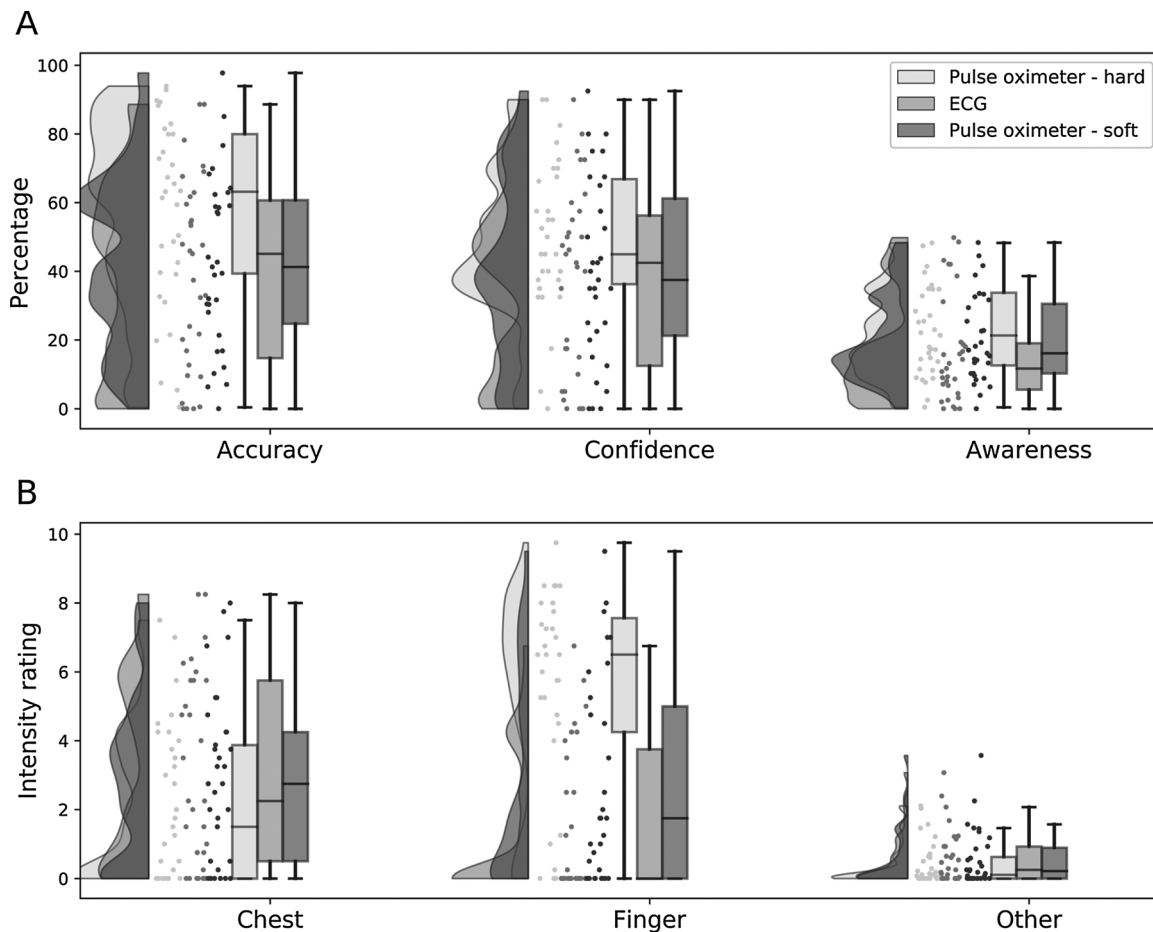 A
Percentage
100
80
60
40
20
0
Pulse oximeter - hard
ECG
Pulse oximeter - soft
Accuracy
Confidence
Awareness
B
Intensity rating
10
8
6
4
2
0
Chest
Finger
Other